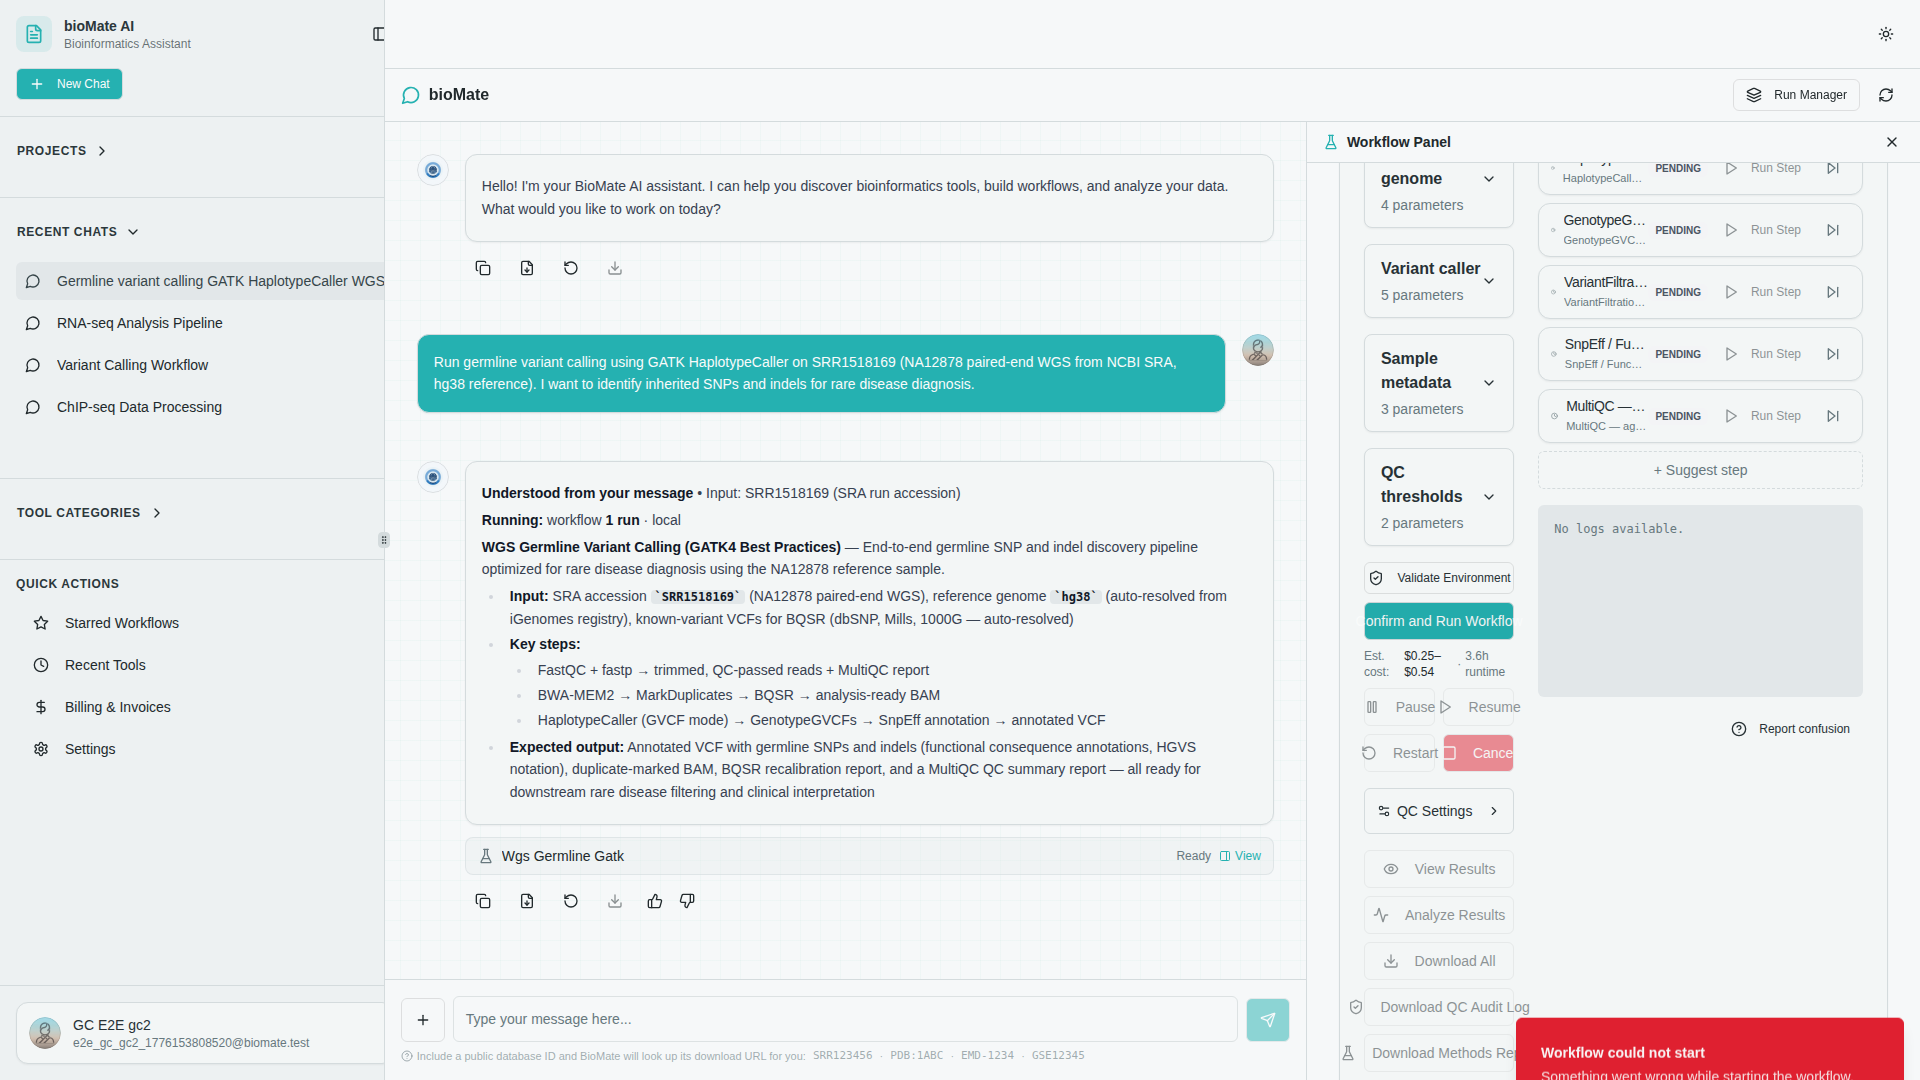 bioMate AI
Bioinformatics Assistant
New Chat
PROJECTS
RECENT CHATS
Germline variant calling GATK HaplotypeCaller WGS
RNA-seq Analysis Pipeline
Variant Calling Workflow
ChIP-seq Data Processing
TOOL CATEGORIES
QUICK ACTIONS
Starred Workflows
Recent Tools
Billing & Invoices
Settings
GC E2E gc2
e2e_gc_gc2_1776153808520@biomate.test
bioMate
Run Manager
Hello! I'm your BioMate AI assistant. I can help you discover bioinformatics tools, build workflows, and analyze your data.
What would you like to work on today?
Run germline variant calling using GATK HaplotypeCaller on SRR1518169 (NA12878 paired-end WGS from NCBI SRA,
hg38 reference). I want to identify inherited SNPs and indels for rare disease diagnosis.
Understood from your message • Input: SRR1518169 (SRA run accession)
Running: workflow 1 run · local
WGS Germline Variant Calling (GATK4 Best Practices) — End-to-end germline SNP and indel discovery pipeline
optimized for rare disease diagnosis using the NA12878 reference sample.
Input: SRA accession `SRR1518169` (NA12878 paired-end WGS), reference genome `hg38` (auto-resolved from
iGenomes registry), known-variant VCFs for BQSR (dbSNP, Mills, 1000G — auto-resolved)
Key steps:
FastQC + fastp → trimmed, QC-passed reads + MultiQC report
BWA-MEM2 → MarkDuplicates → BQSR → analysis-ready BAM
HaplotypeCaller (GVCF mode) → GenotypeGVCFs → SnpEff annotation → annotated VCF
Expected output: Annotated VCF with germline SNPs and indels (functional consequence annotations, HGVS
notation), duplicate-marked BAM, BQSR recalibration report, and a MultiQC QC summary report — all ready for
downstream rare disease filtering and clinical interpretation
Wgs Germline Gatk
Ready
View
Type your message here...
Include a public database ID and BioMate will look up its download URL for you: SRR123456 · PDB:1ABC · EMD-1234 · GSE12345
Workflow Panel
genome
4 parameters
Variant caller
5 parameters
Sample
metadata
3 parameters
QC
thresholds
2 parameters
Validate Environment
Confirm and Run Workflow
Est.
cost:
$0.25–
$0.54
·
3.6h
runtime
Pause
Resume
Restart
Cance
QC Settings
View Results
Analyze Results
Download All
Download QC Audit Log
Download Methods Rep
HaplotypeCall…
PENDING
Run Step
GenotypeG…
GenotypeGVC…
PENDING
Run Step
VariantFiltra…
VariantFiltratio…
PENDING
Run Step
SnpEff / Fu…
SnpEff / Func…
PENDING
Run Step
MultiQC —…
MultiQC — ag…
PENDING
Run Step
+ Suggest step
No logs available.
Report confusion
Workflow could not start
Something went wrong while starting the workflow.